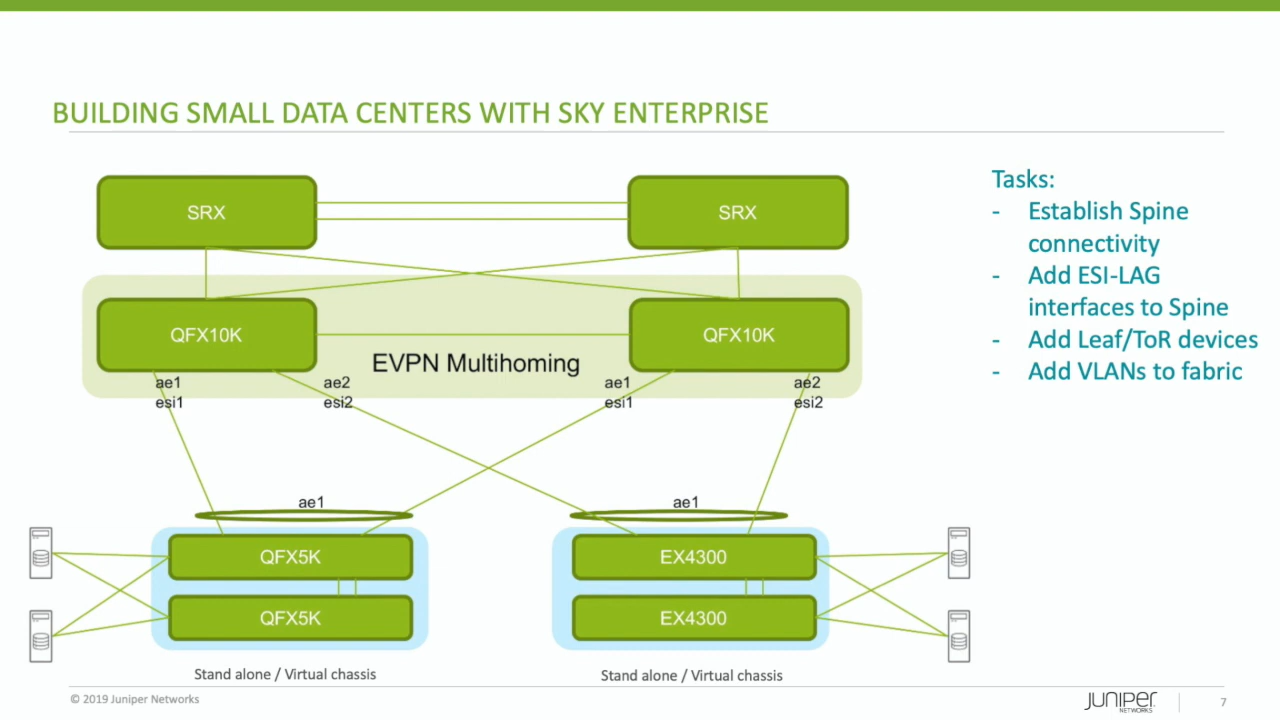 BUILDING SMALL DATA CENTERS WITH SKY ENTERPRISE
SRX
SRX
QFX10K
QFX10K
EVPN Multihoming
ae1
esi1
ae2
esi2
ae1
esi1
ae2
esi2
ae1
ae1
QFX5K
QFX5K
EX4300
EX4300
Stand alone / Virtual chassis
Stand alone / Virtual chassis
Tasks:
- Establish Spine
connectivity
- Add ESI-LAG
interfaces to Spine
- Add Leaf/ToR devices
- Add VLANs to fabric
© 2019 Juniper Networks
JUNIPER
NETWORKS
7